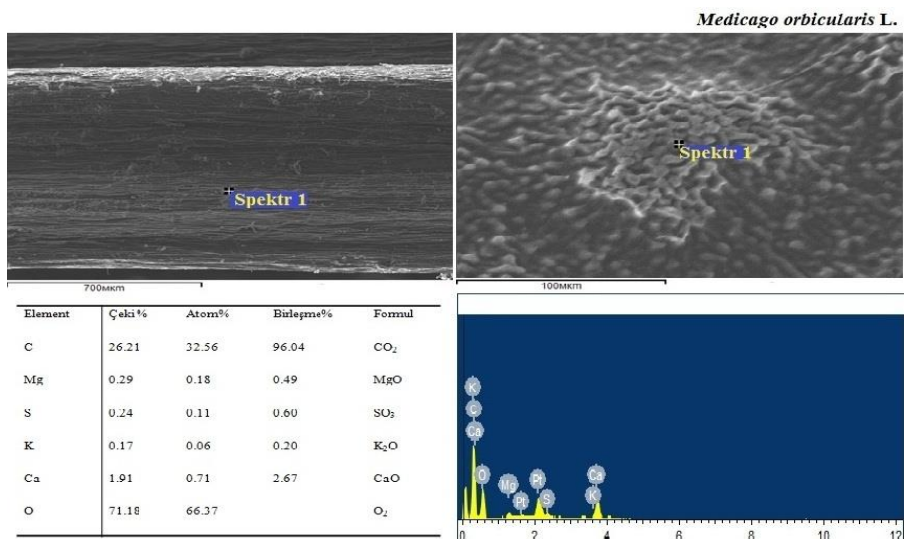 Medicago orbicularis L.
Spektr 1
Spektr 1
700мкm
100мкm
Element Çeki% Atom% Birleşme% Formul
C 26.21 32.56 96.04 CO₂
Mg 0.29 0.18 0.49 MgO
S 0.24 0.11 0.60 SO₃
K 0.17 0.06 0.20 K₂O
Ca 1.91 0.71 2.67 CaO
O 71.18 66.37 O₂
K
C
Ca
O
Mg
Pt
Pt
S
Ca
K
0 2 4 6 8 10 12